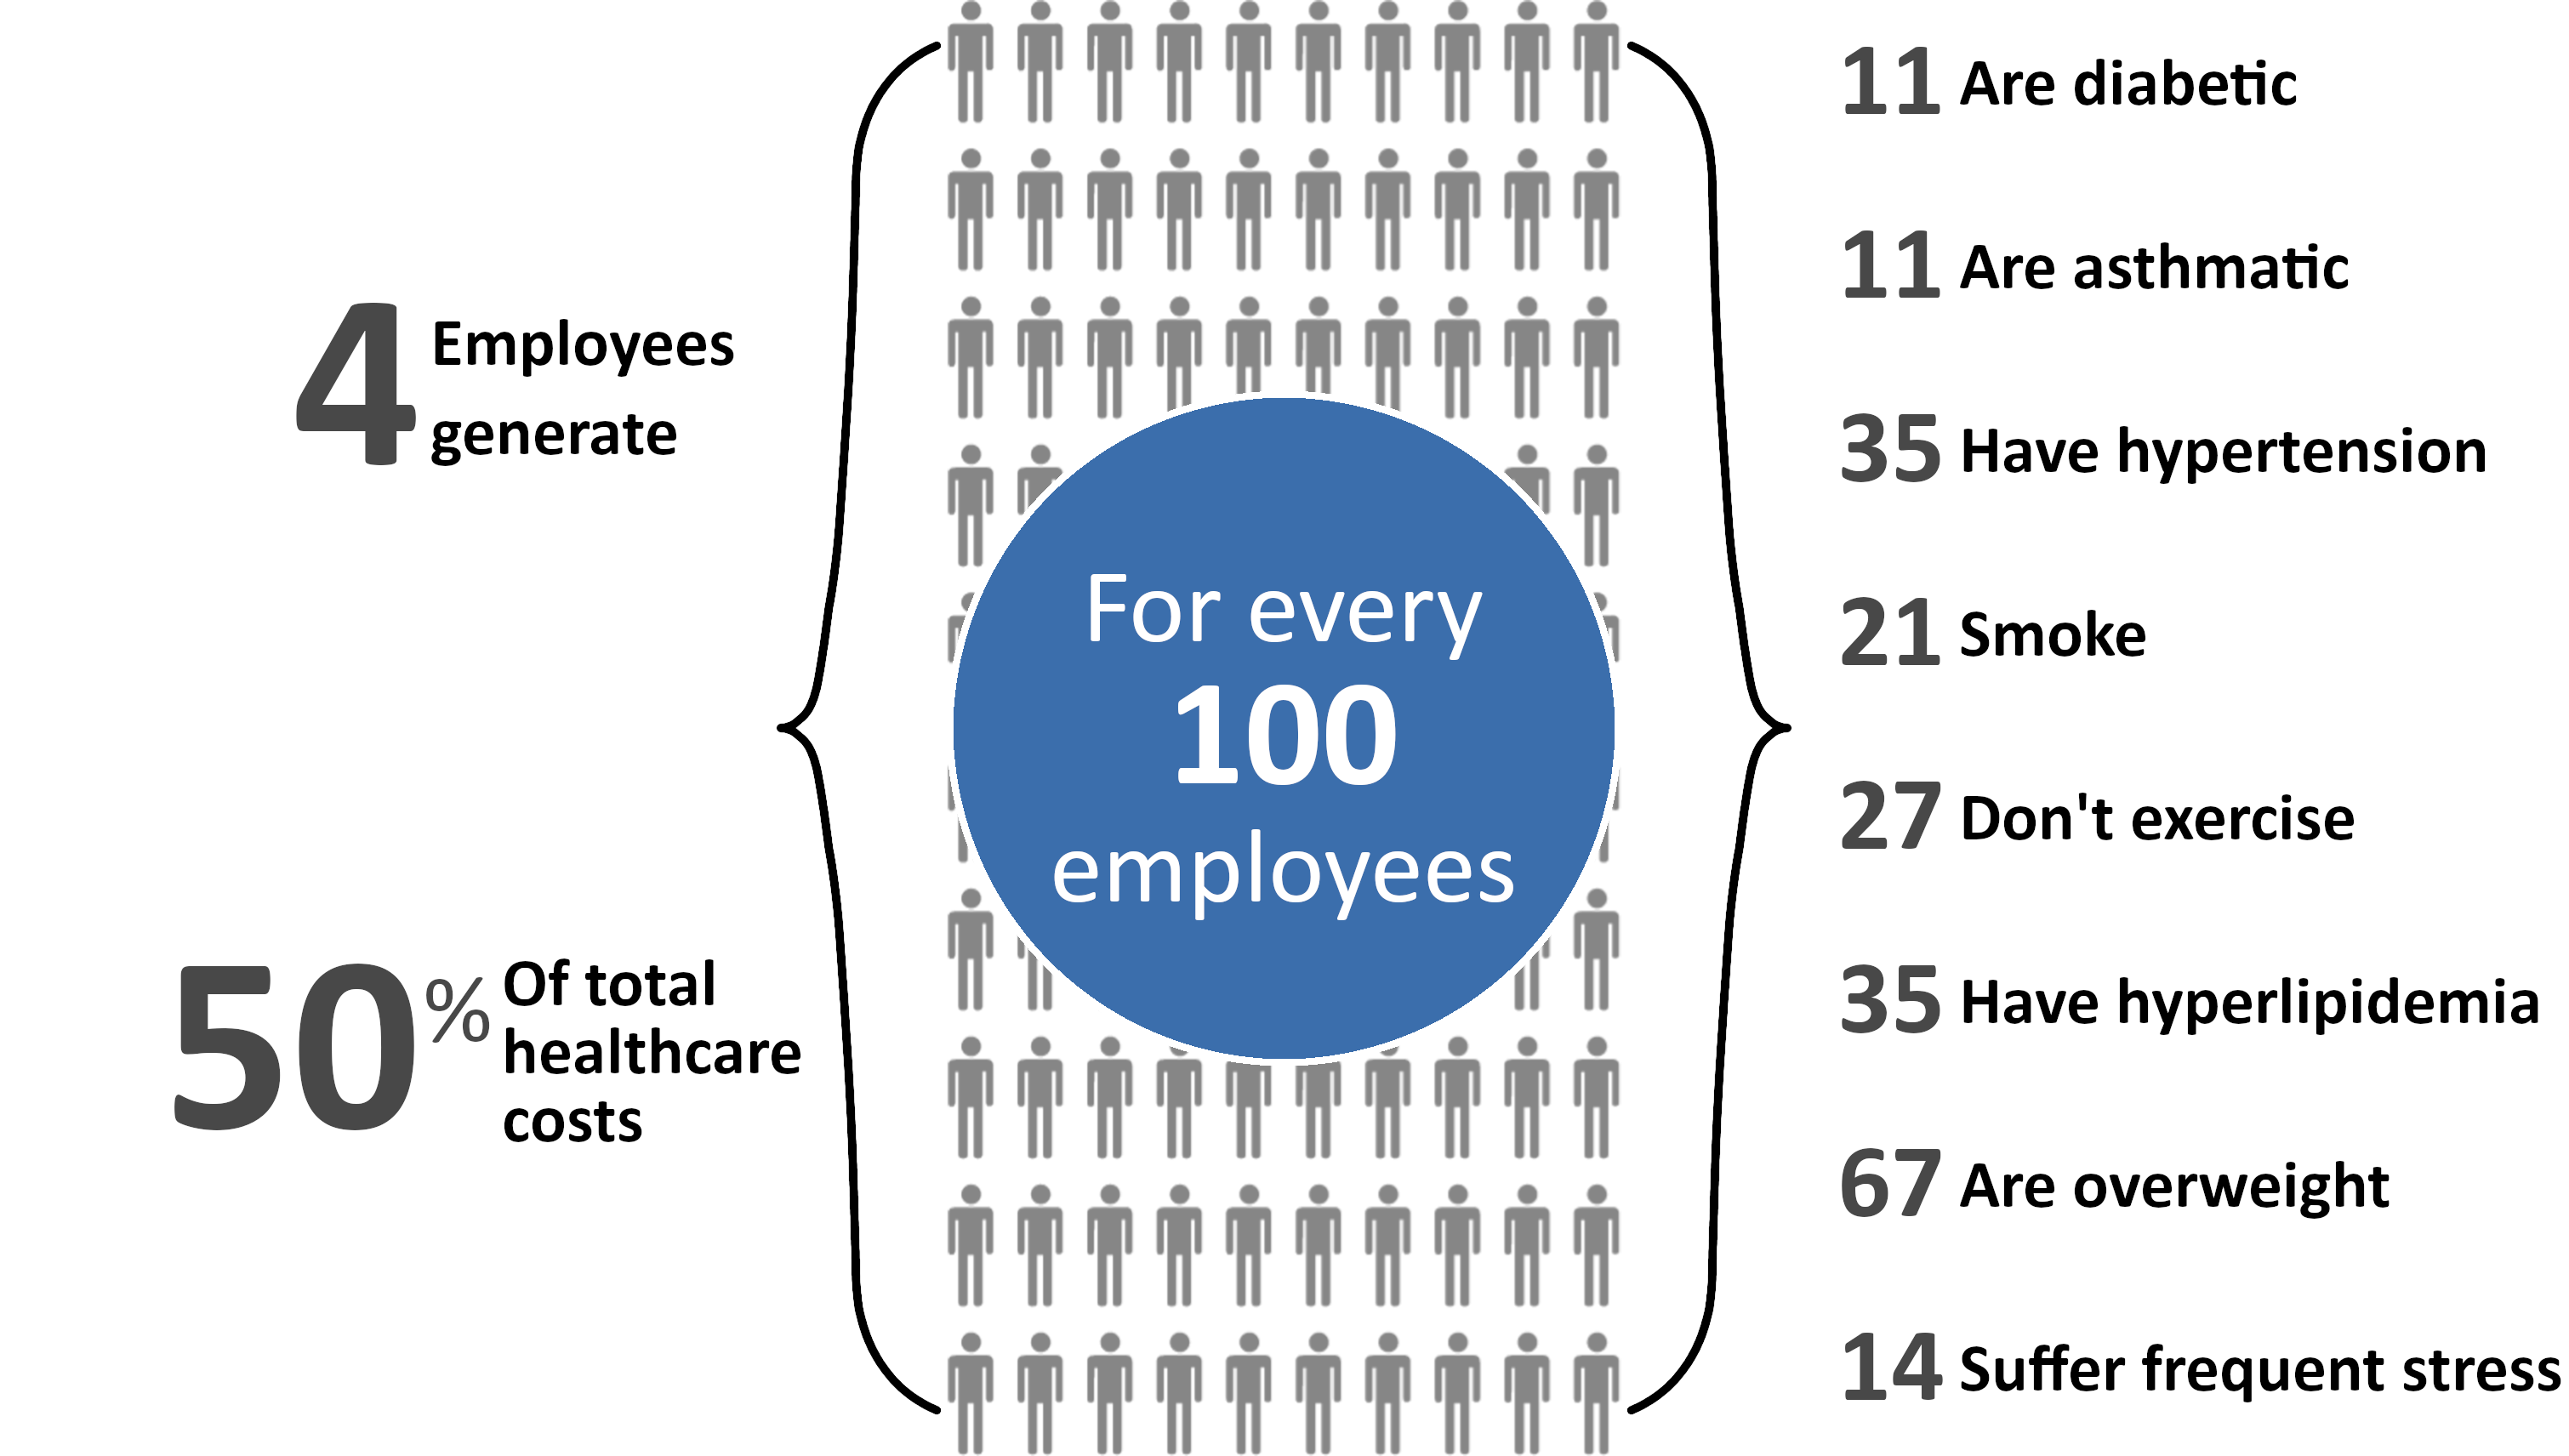 4 Employees
generate
50% Of total
healthcare
costs
For every
100
employees
11 Are diabetic
11 Are asthmatic
35 Have hypertension
21 Smoke
27 Don't exercise
35 Have hyperlipidemia
67 Are overweight
14 Suffer frequent stress